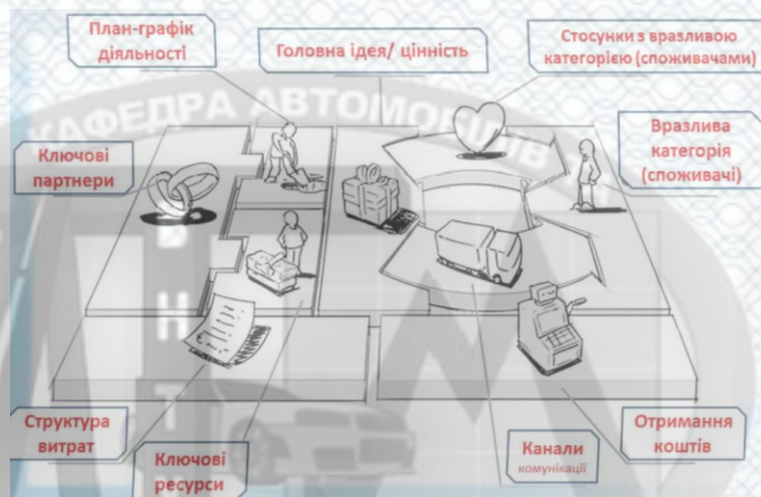 План-графік
діяльності
Головна ідея/ цінність
Стосунки з вразливою
категорією (споживачами)
КАФЕДРА АВТОМОБІЛІВ
Ключові
партнери
Вразлива
категорія
(споживачі)
В
Н
Т
Структура
витрат
Ключові
ресурси
Канали
комунікації
Отримання
коштів